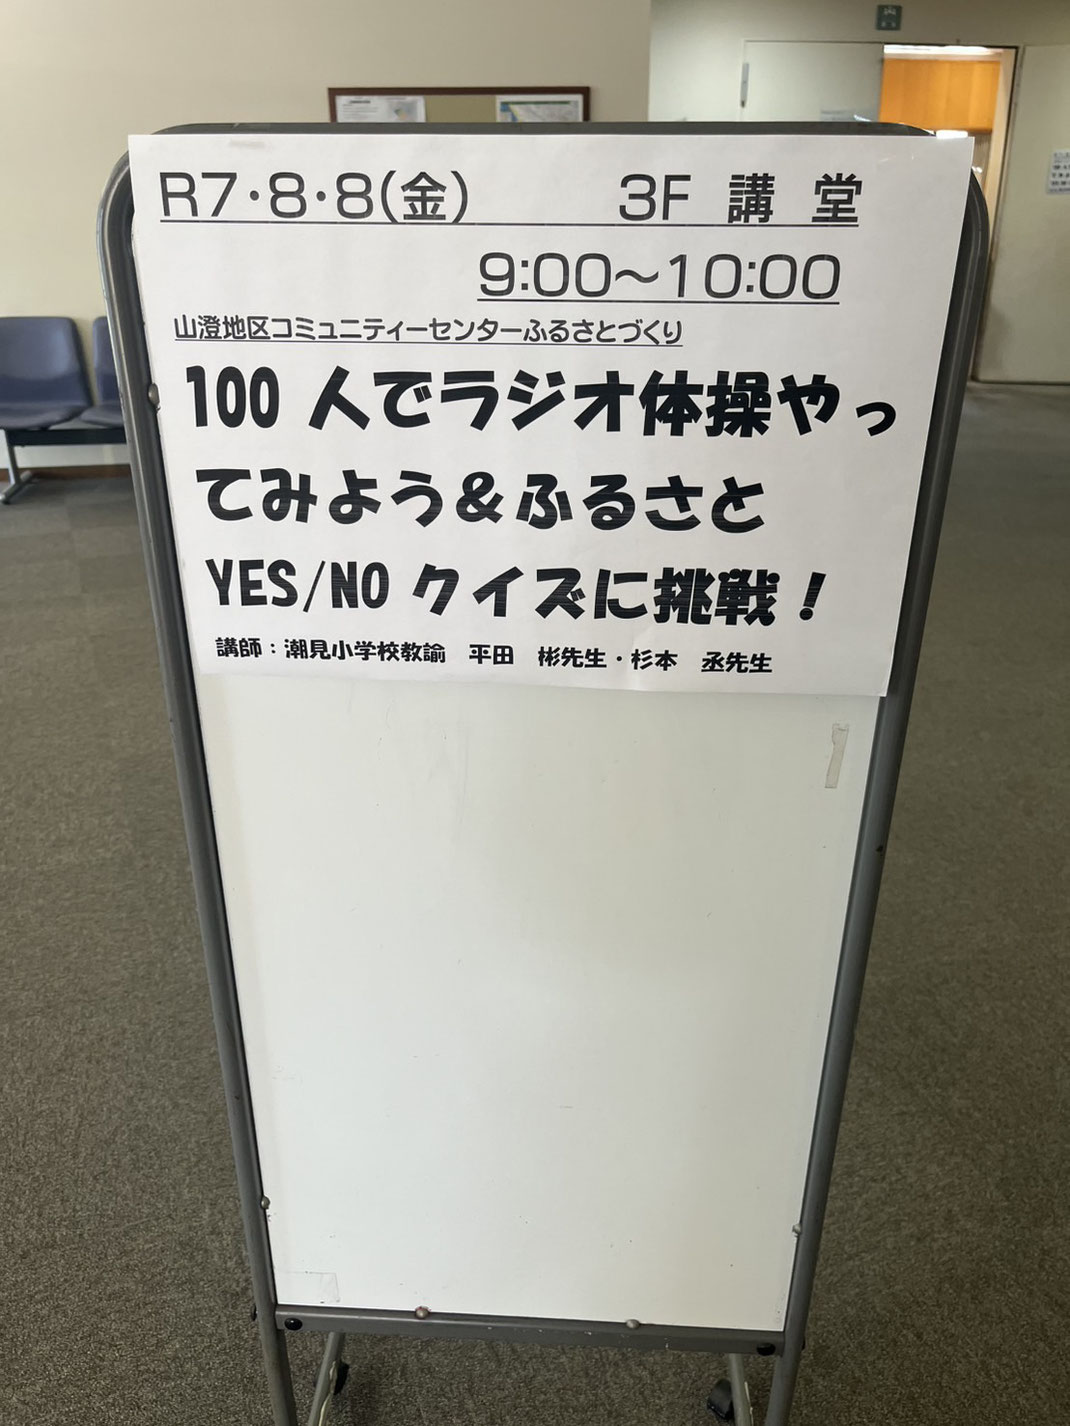 R7・8・8(金)　3F　講　堂
9:00～10:00
山澄地区コミュニティーセンターふるさとづくり
100 人でラジオ体操やっ
てみよう＆ふるさと
YES/NO クイズに挑戦！
講師：潮見小学校教諭　平田　彬先生・杉本　丞先生